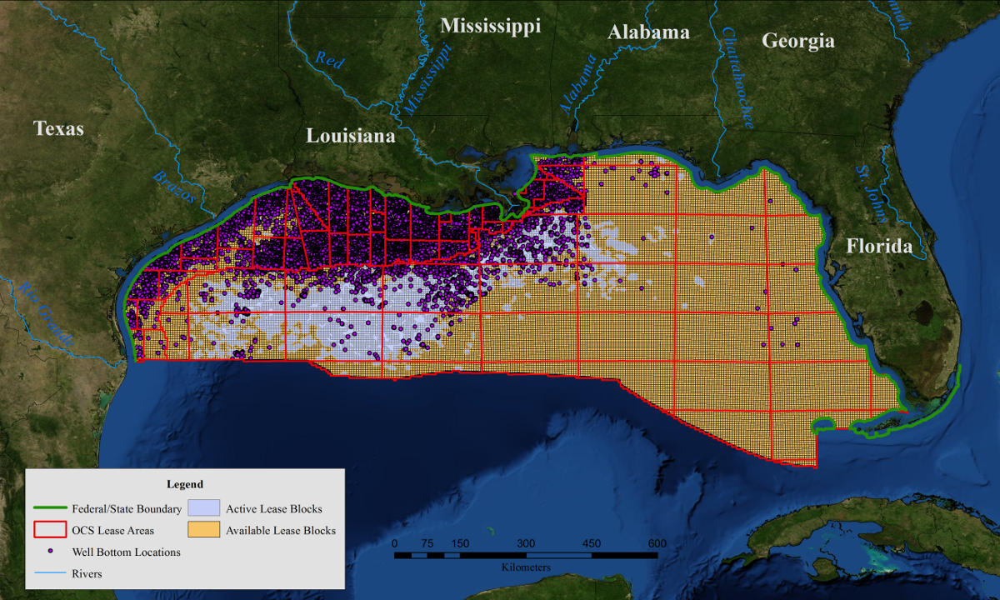 Mississippi
Alabama
Georgia
Texas
Louisiana
Florida
Red
Mississippi
Alabama
Chattahoochee
Brazos
St. Johns
Rio Grande
nnah
Legend
Federal/State Boundary
Active Lease Blocks
OCS Lease Areas
Available Lease Blocks
Well Bottom Locations
Rivers
0 75 150 300 450 600
Kilometers